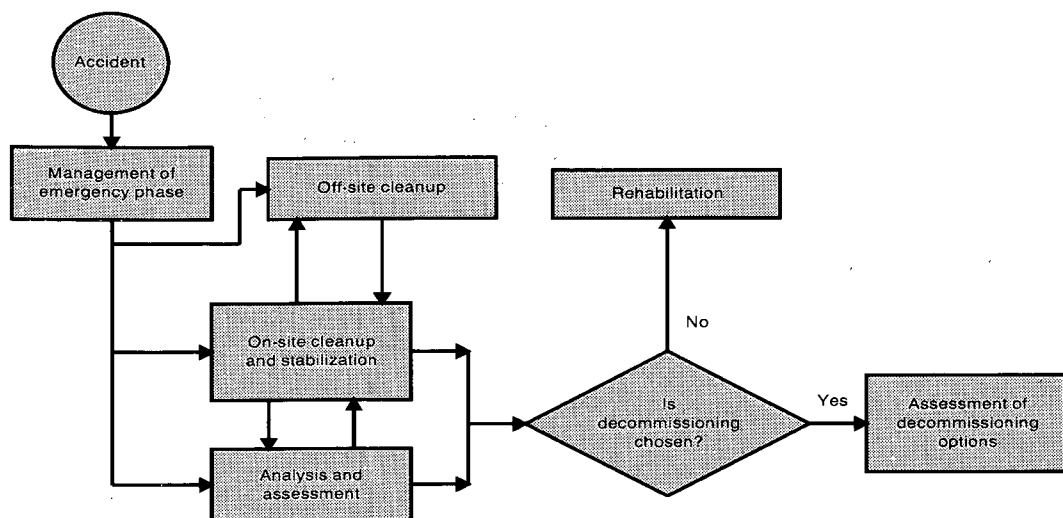 Accident
Management of
emergency phase
Off-site cleanup
Rehabilitation
On-site cleanup
and stabilization
No
Is
decommissioning
chosen?
Yes
Assessment of
decommissioning
options
Analysis and
assessment